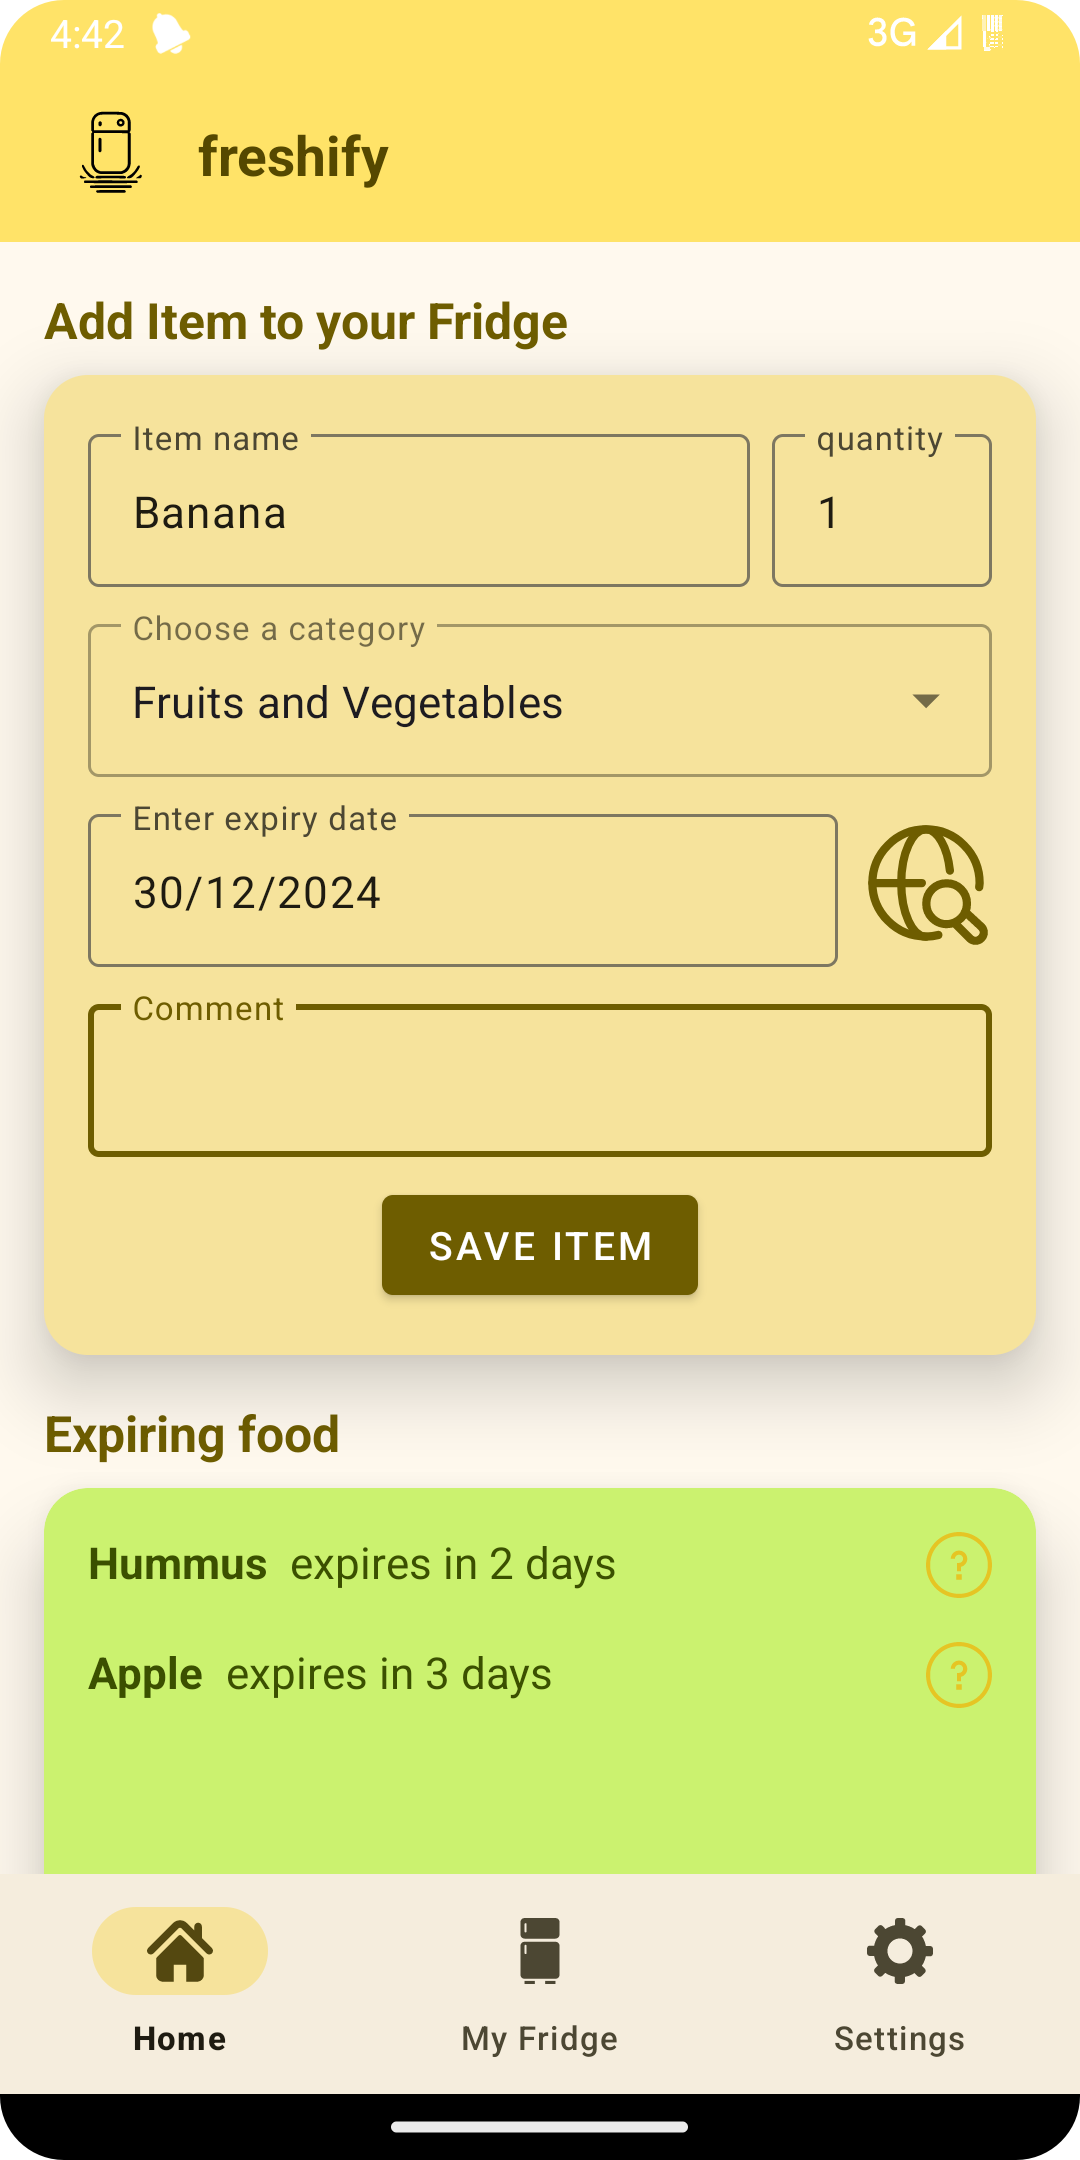 4:42 3G
freshify
Add Item to your Fridge
Item name quantity
Banana 1
Choose a category
Fruits and Vegetables
Enter expiry date
30/12/2024
Comment
SAVE ITEM
Expiring food
Hummus expires in 2 days ?
Apple expires in 3 days ?
Home My Fridge Settings